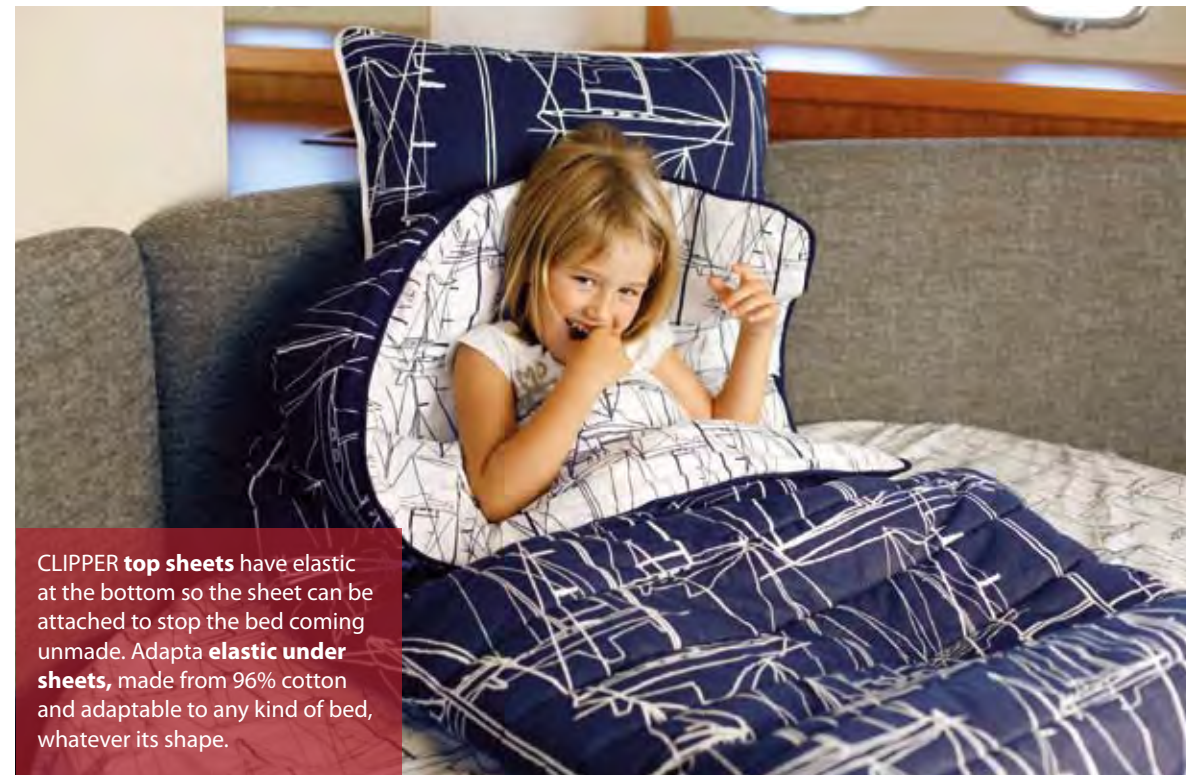 CLIPPER top sheets have elastic
at the bottom so the sheet can be
attached to stop the bed coming
unmade. Adapta elastic under
sheets, made from 96% cotton
and adaptable to any kind of bed,
whatever its shape.